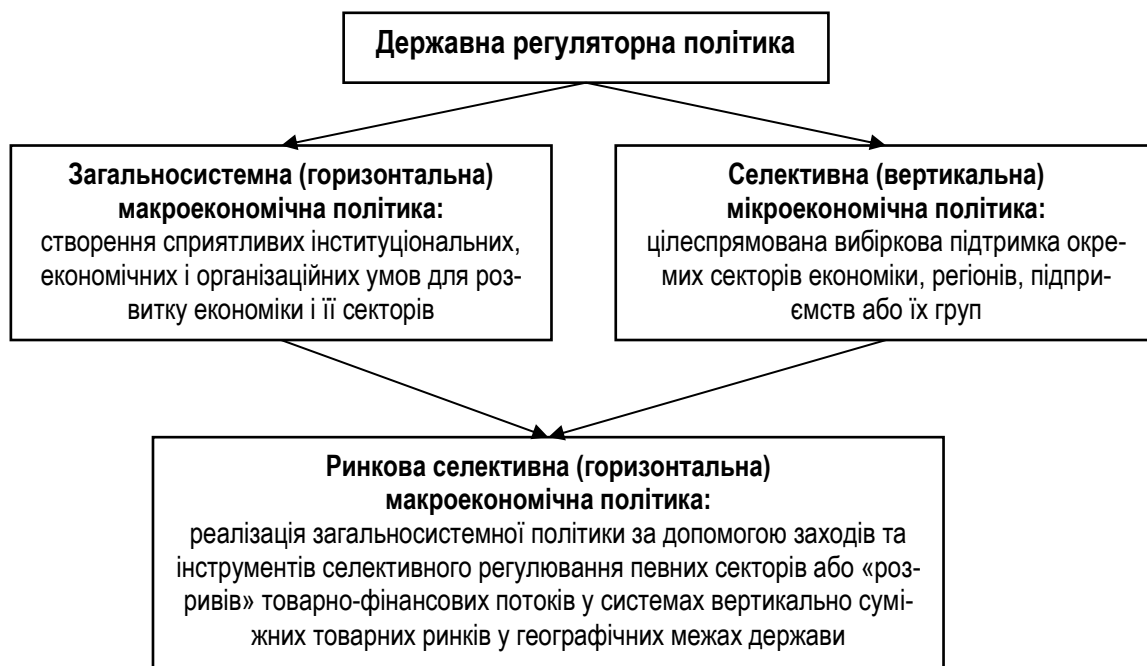 Державна регуляторна політика
Загальносистемна (горизонтальна)
макроекономічна політика:
створення сприятливих інституціональних,
економічних і організаційних умов для роз-
витку економіки і її секторів
Селективна (вертикальна)
мікроекономічна політика:
цілеспрямована вибіркова підтримка окре-
мих секторів економіки, регіонів, підпри-
ємств або їх груп
Ринкова селективна (горизонтальна)
макроекономічна політика:
реалізація загальносистемної політики за допомогою заходів та
інструментів селективного регулювання певних секторів або «роз-
ривів» товарно-фінансових потоків у системах вертикально сумі-
жних товарних ринків у географічних межах держави